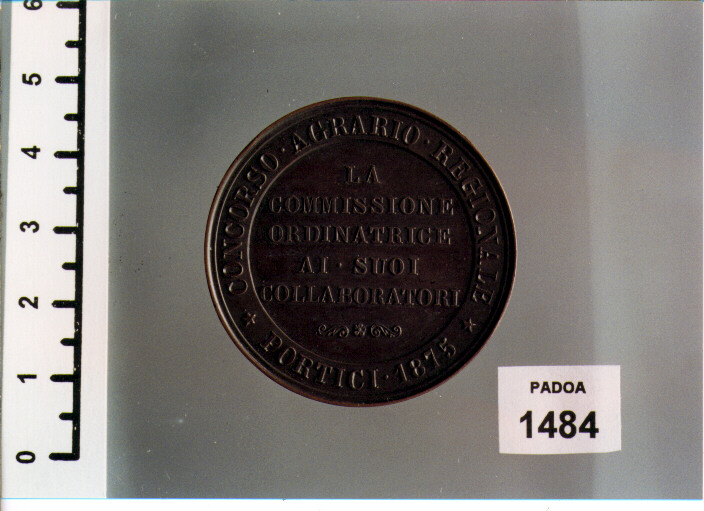 CONCORSO · AGRARIO · REGIONALE
LA
COMMISSIONE
ORDINATRICE
AI · SUOI
COLLABORATORI
PORTICI · 1875
6
5
4
3
2
1
0
PADOA
1484